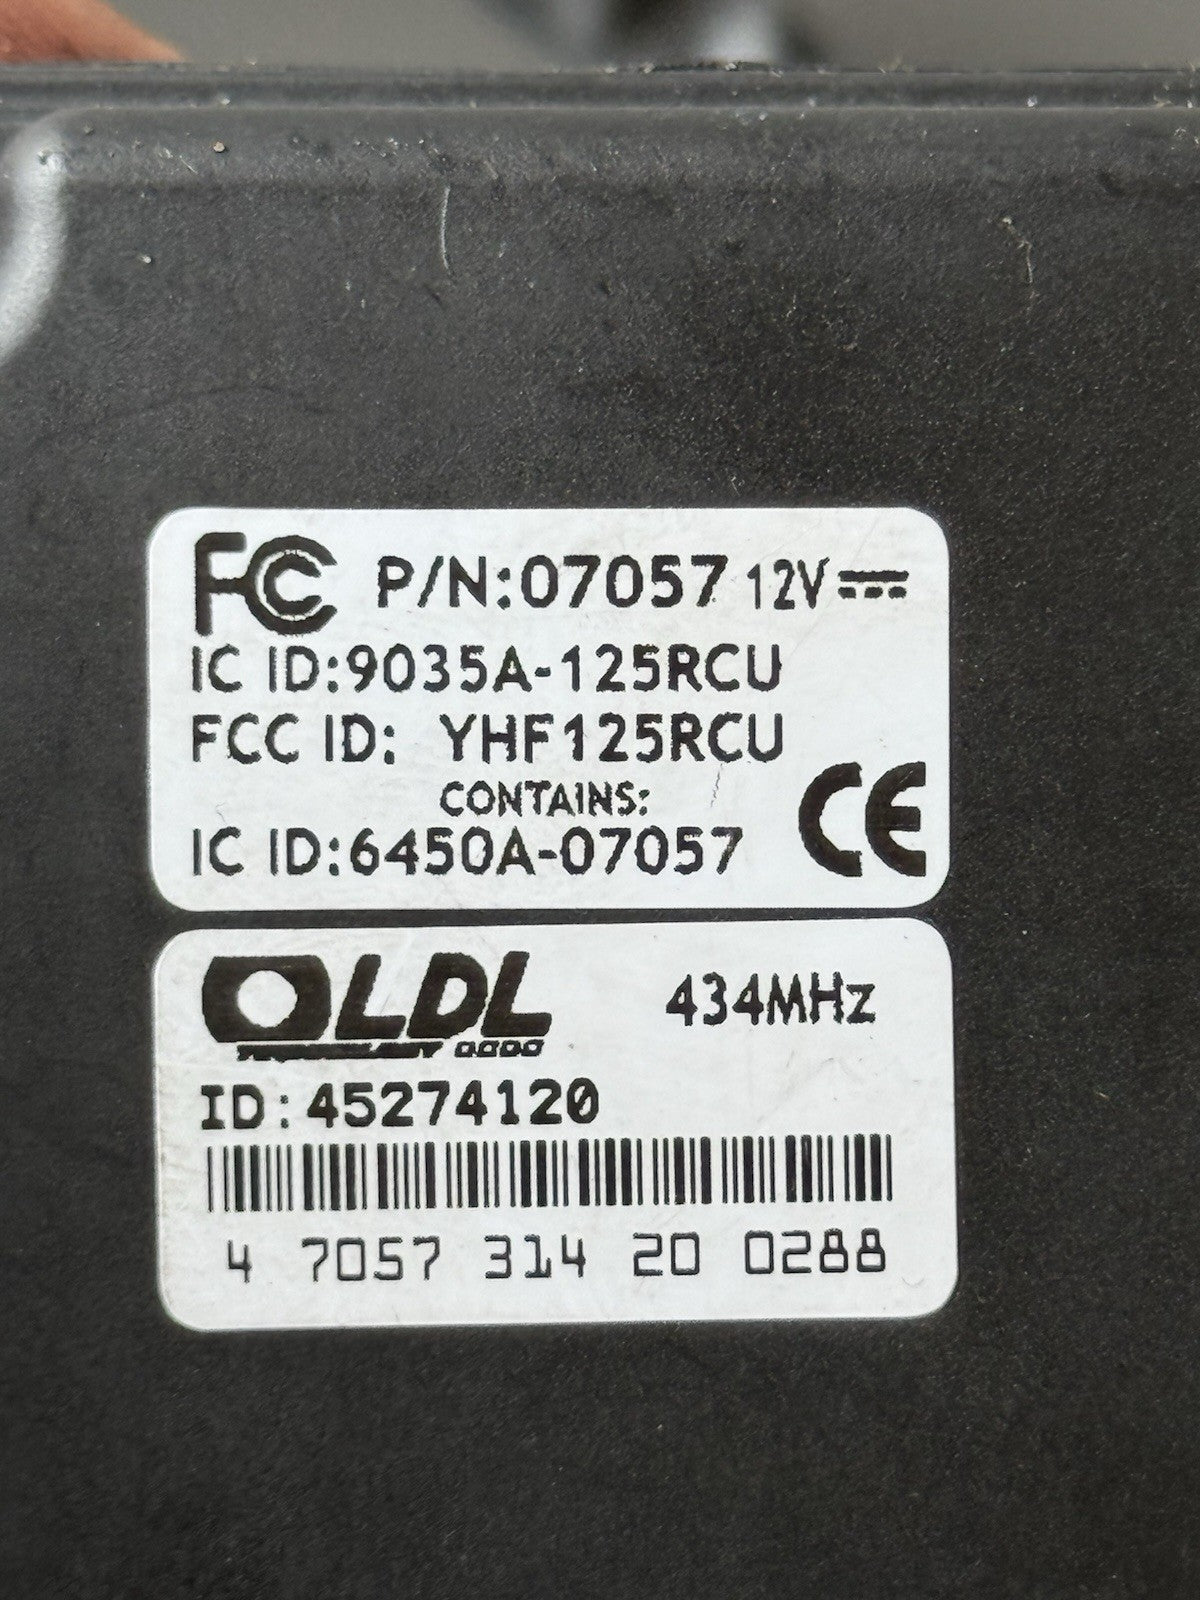 FC P/N:07057 12V
IC ID:9035A-125RCU
FCC ID: YHF125RCU
CONTAINS:
IC ID:6450A-07057
CE
LDL 434MHz
TECHNOLOGY
ID:45274120
4 7057 314 20 0288